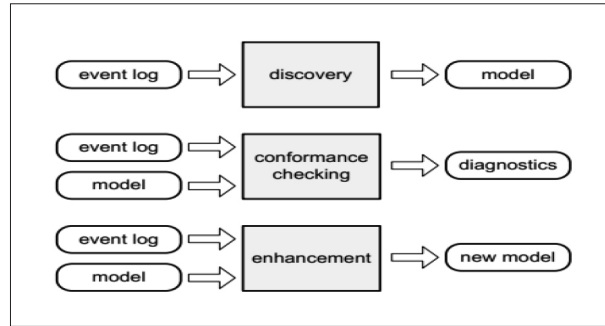 event log
discovery
model
event log
model
conformance
checking
diagnostics
event log
model
enhancement
new model